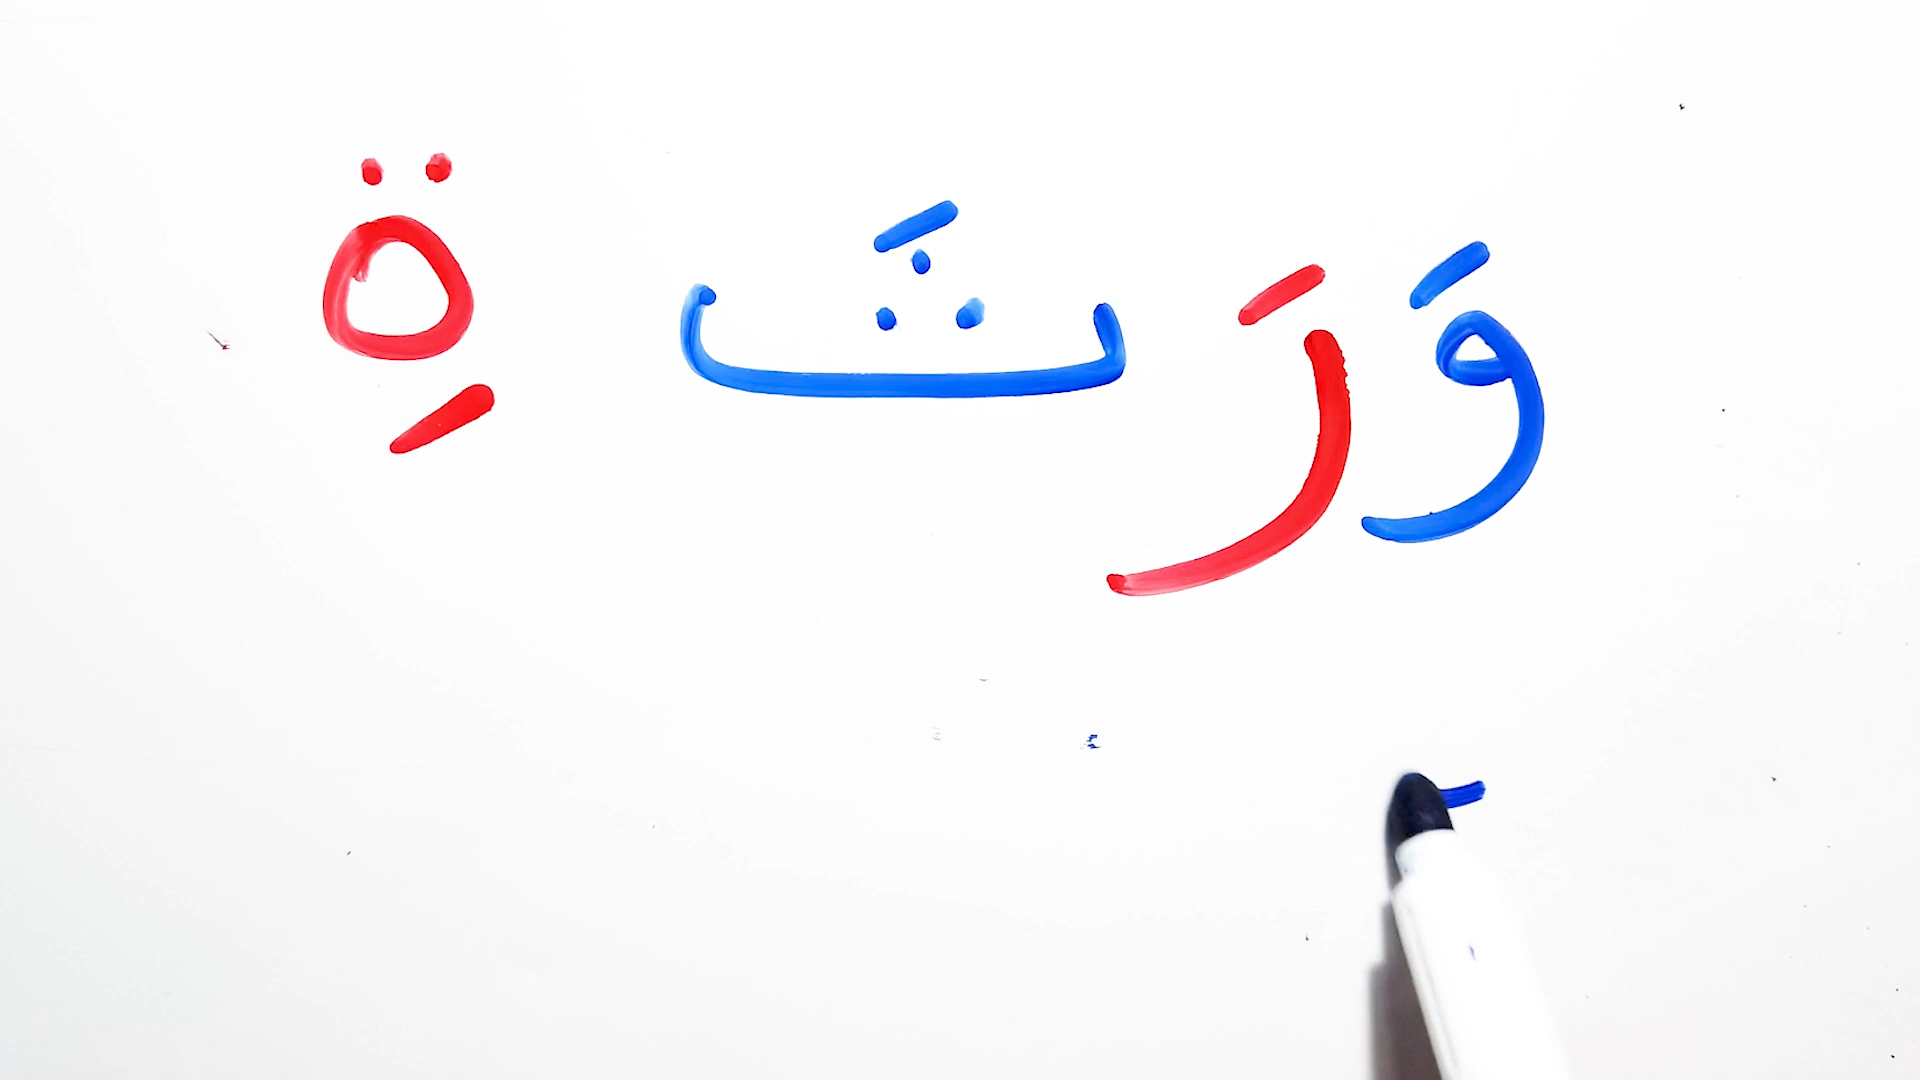 وَ رَ ثَ ةِ